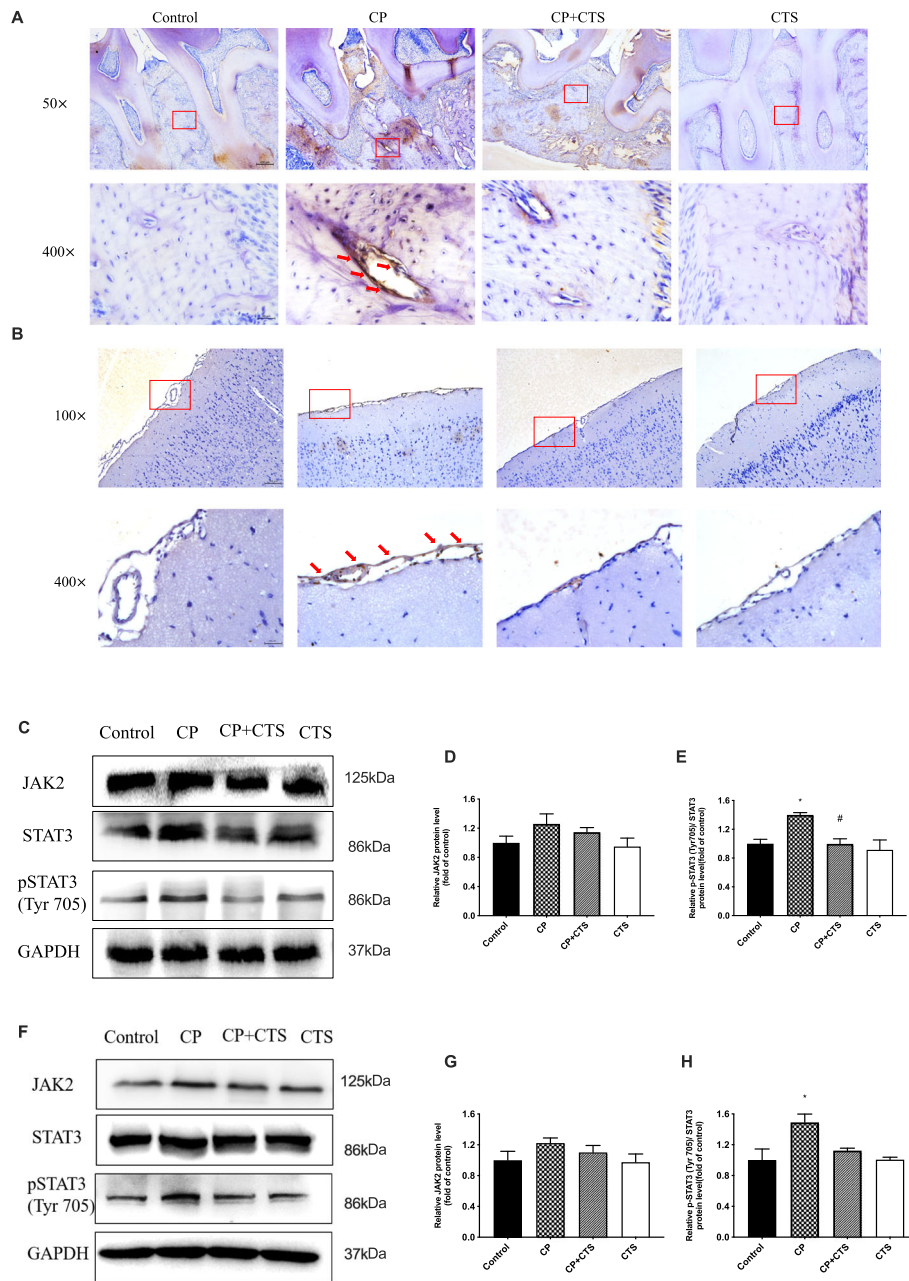 A
Control
CP
CP+CTS
CTS
50×
400×
B
100×
400×
C
Control
CP
CP+CTS
CTS
JAK2
125kDa
STAT3
86kDa
pSTAT3
(Tyr 705)
86kDa
GAPDH
37kDa
D
Relative JAK2 protein level
(fold of control)
1.6
1.2
0.8
0.4
0.0
Control
CP
CP+CTS
CTS
E
Relative p-STAT3 (Tyr705)/ STAT3
protein level(fold of control)
1.6
1.2
0.8
0.4
0.0
*
#
Control
CP
CP+CTS
CTS
F
Control
CP
CP+CTS
CTS
JAK2
125kDa
STAT3
86kDa
pSTAT3
(Tyr 705)
86kDa
GAPDH
37kDa
G
Relative JAK2 protein level
(fold of control)
1.6
1.2
0.8
0.4
0.0
Control
CP
CP+CTS
CTS
H
Relative p-STAT3 (Tyr 705)/ STAT3
protein level(fold of control)
1.6
1.2
0.8
0.4
0.0
*
Control
CP
CP+CTS
CTS